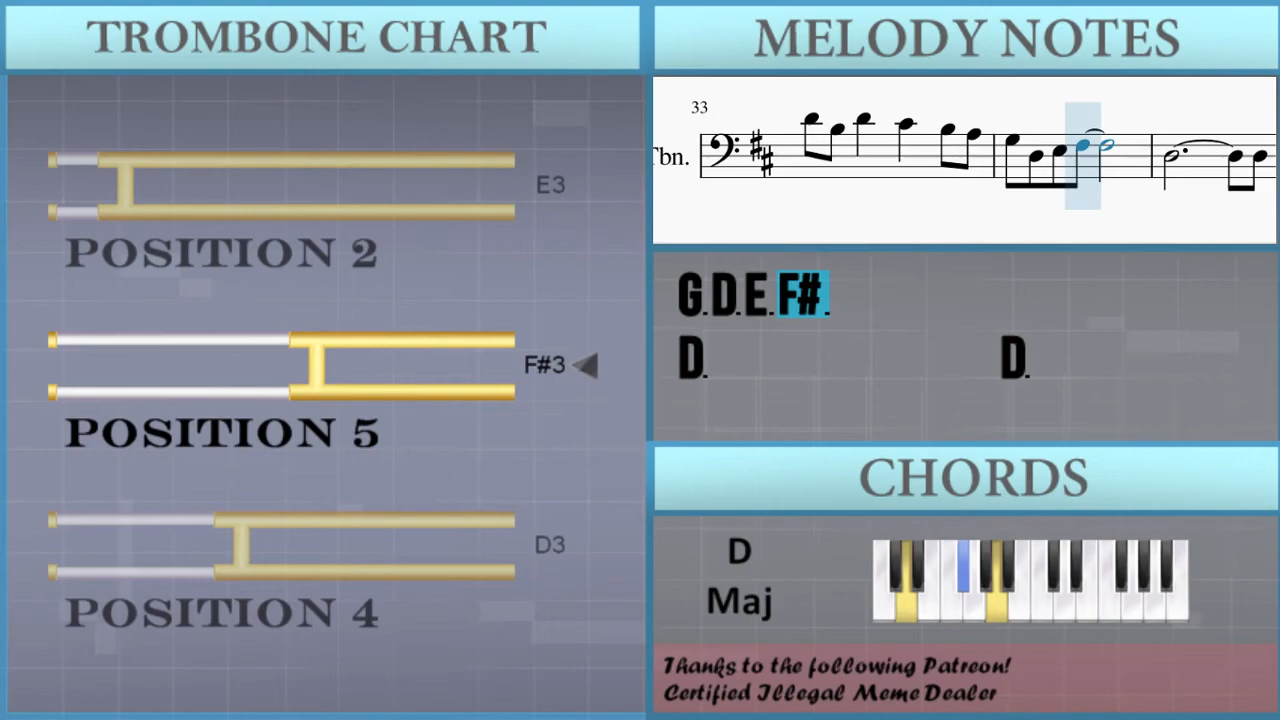 TROMBONE CHART
E3
POSITION 2
F#3
POSITION 5
D3
POSITION 4
MELODY NOTES
33
Tbn.
G. D. E. F#.
D. D.
CHORDS
D
Maj
Thanks to the following Patreon!
Certified Illegal Meme Dealer